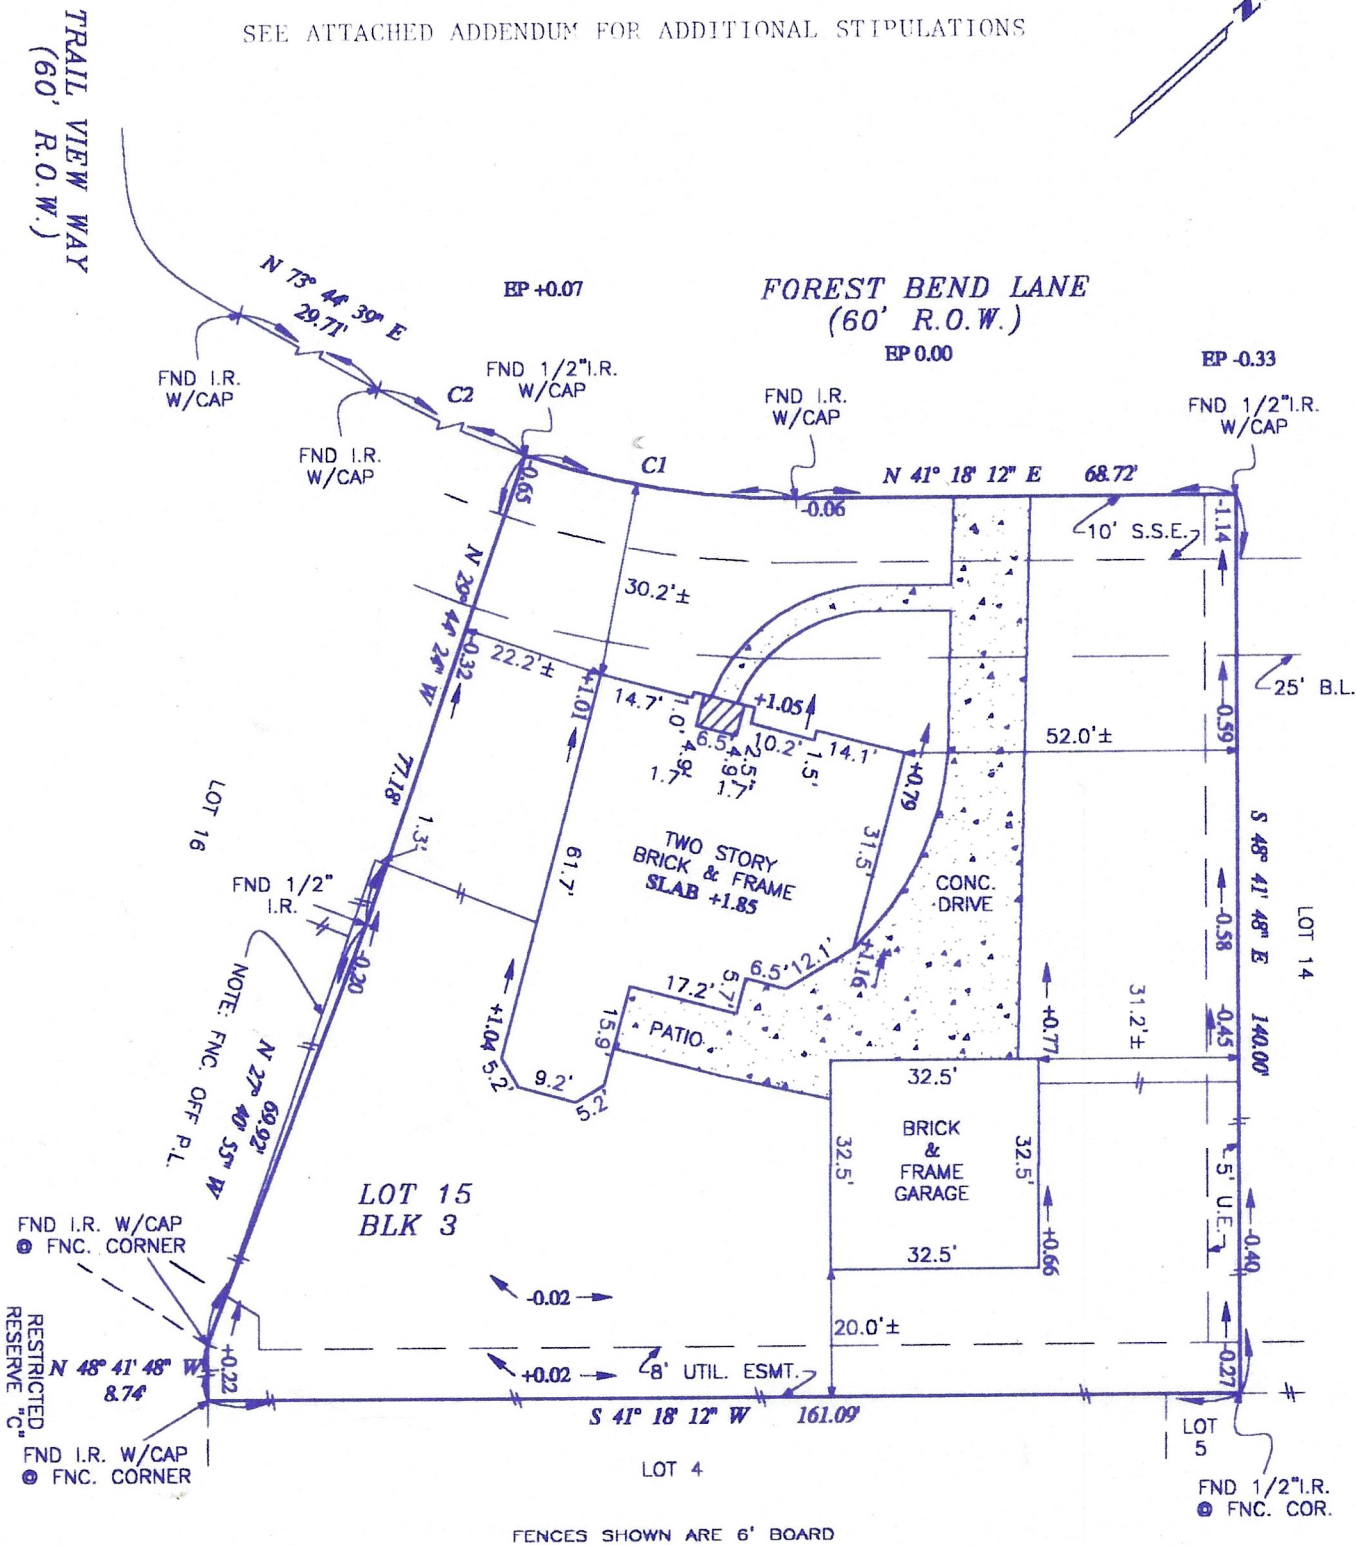 SEE ATTACHED ADDENDUM FOR ADDITIONAL STIPULATIONS
N
TRAIL VIEW WAY
(60' R.O.W.)
N 73° 44' 39" E
29.71'
EP +0.07
FOREST BEND LANE
(60' R.O.W.)
EP 0.00
EP -0.33
FND I.R.
W/CAP
C2
FND 1/2"I.R.
W/CAP
FND I.R.
W/CAP
FND 1/2"I.R.
W/CAP
FND I.R.
W/CAP
C1
N 41° 18' 12" E
68.72'
-0.65
-0.06
10' S.S.E.
-1.14
N 29° 44' 24" W
77.18'
30.2'±
-0.32
22.2'±
+1.01
14.7'
1.0'
4.9'
1.7'
6.5'
+1.05
10.2'
2.5'
4.9'
1.7'
1.5'
14.1'
+0.79
52.0'±
25' B.L.
-0.59
LOT 16
1.3'
61.7'
TWO STORY
BRICK & FRAME
SLAB +1.85
31.5'
CONC.
DRIVE
S 48° 41' 48" E 140.00'
LOT 14
-0.58
FND 1/2"
I.R.
-0.20
NOTE: FNC. OFF P.L.
N 27° 40' 55" W
69.92'
+1.16
12.1'
6.5'
5.7'
17.2'
15.9'
PATIO
+1.04
5.2'
9.2'
5.2'
+0.77
31.2'±
-0.45
32.5'
32.5'
BRICK
&
FRAME
GARAGE
32.5'
32.5'
+0.66
5' U.E.
-0.40
LOT 15
BLK 3
FND I.R. W/CAP
@ FNC. CORNER
-0.02
20.0'±
RESTRICTED
RESERVE "C"
N 48° 41' 48" W
8.74'
+0.22
+0.02
8' UTIL. ESMT.
-0.27
S 41° 18' 12" W
161.09'
FND I.R. W/CAP
@ FNC. CORNER
LOT 4
LOT
5
FND 1/2"I.R.
@ FNC. COR.
FENCES SHOWN ARE 6' BOARD